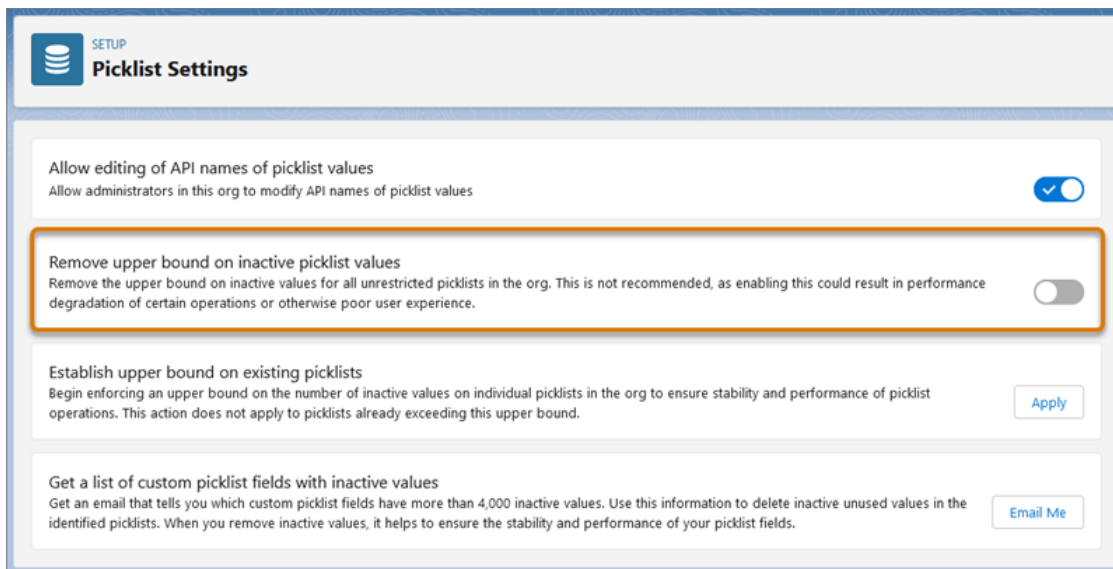 SETUP
Picklist Settings
Allow editing of API names of picklist values
Allow administrators in this org to modify API names of picklist values
Remove upper bound on inactive picklist values
Remove the upper bound on inactive values for all unrestricted picklists in the org. This is not recommended, as enabling this could result in performance
degradation of certain operations or otherwise poor user experience.
Establish upper bound on existing picklists
Begin enforcing an upper bound on the number of inactive values on individual picklists in the org to ensure stability and performance of picklist
operations. This action does not apply to picklists already exceeding this upper bound.
Apply
Get a list of custom picklist fields with inactive values
Get an email that tells you which custom picklist fields have more than 4,000 inactive values. Use this information to delete inactive unused values in the
identified picklists. When you remove inactive values, it helps to ensure the stability and performance of your picklist fields.
Email Me